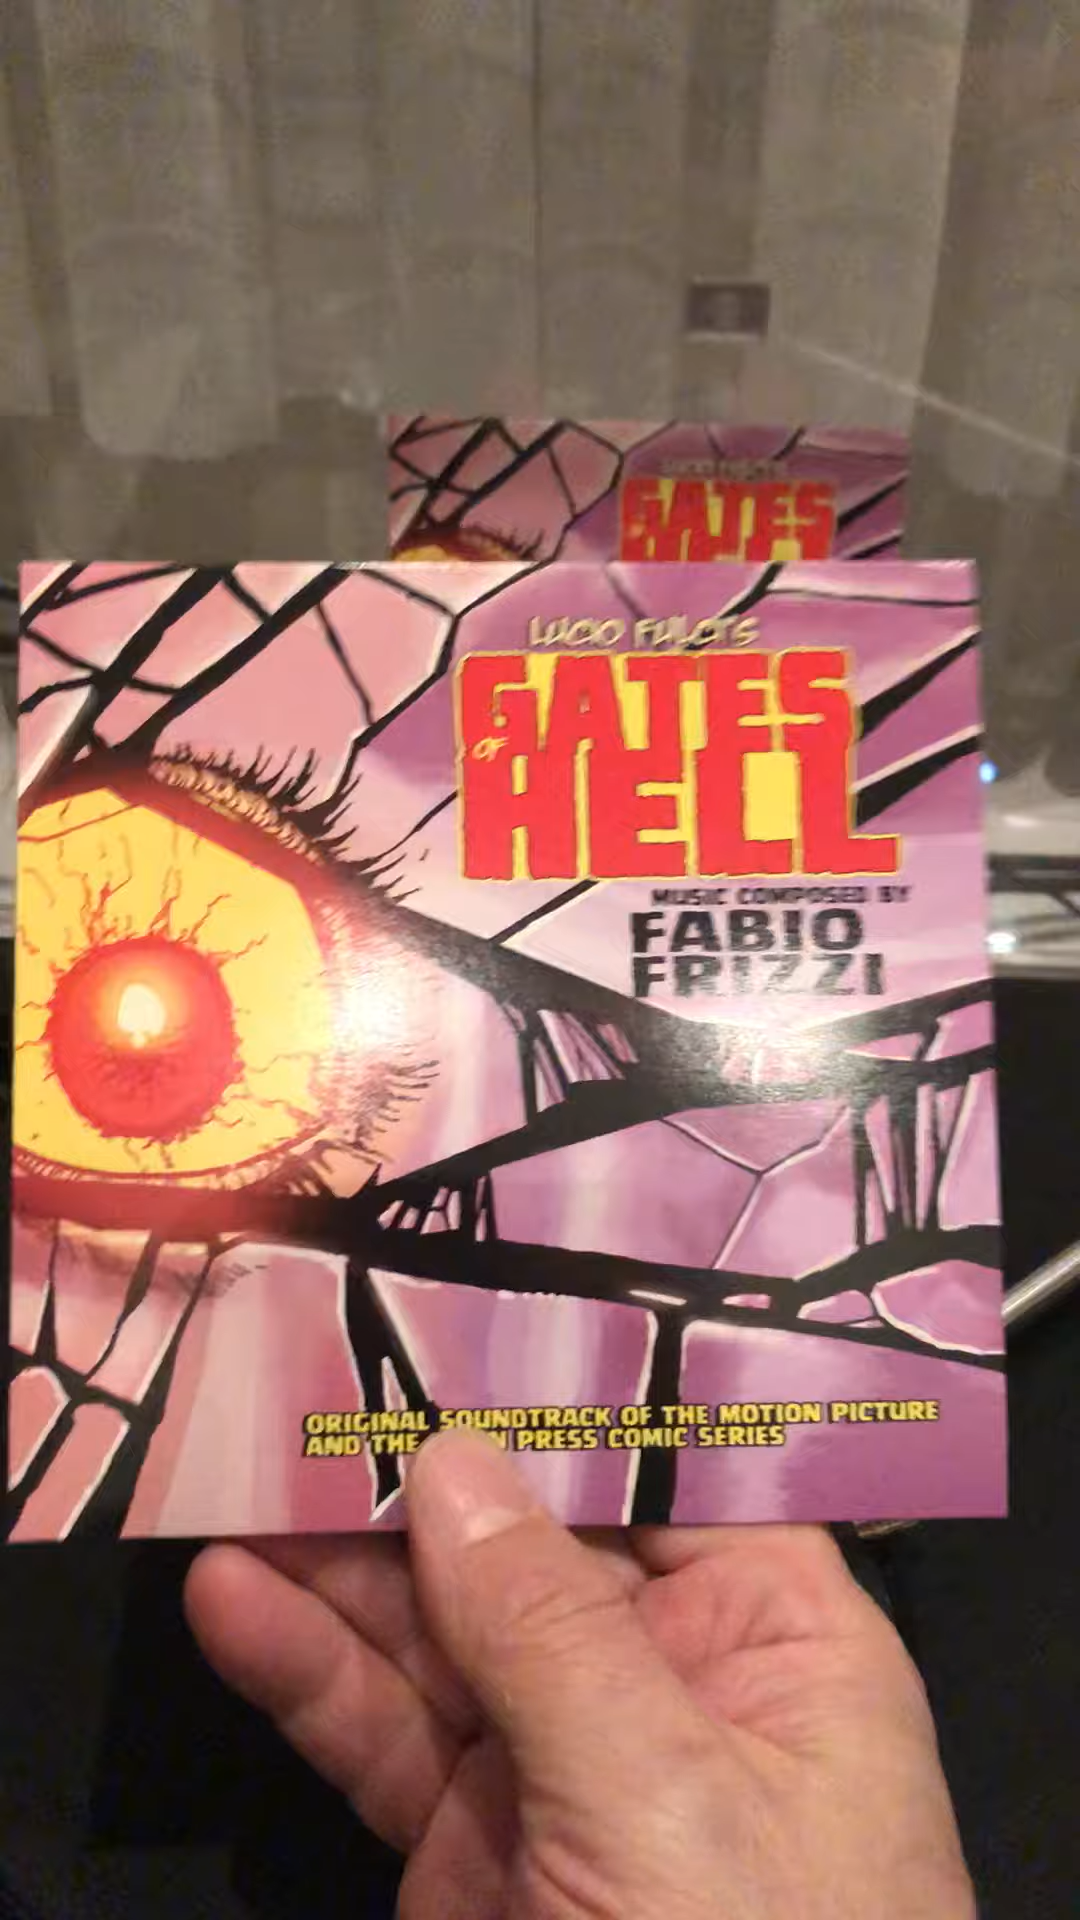 GATES
LUCIO FULCI'S
GATES
OF
HELL
MUSIC COMPOSED BY
FABIO
FRIZZI
ORIGINAL SOUNDTRACK OF THE MOTION PICTURE
AND THE PRESS COMIC SERIES